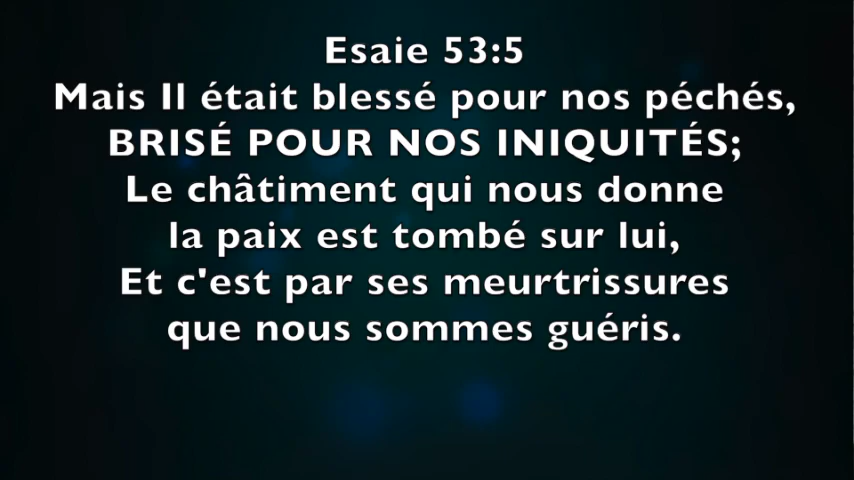 Esaie 53:5
Mais Il était blessé pour nos péchés,
BRISÉ POUR NOS INIQUITÉS;
Le châtiment qui nous donne
la paix est tombé sur lui,
Et c'est par ses meurtrissures
que nous sommes guéris.